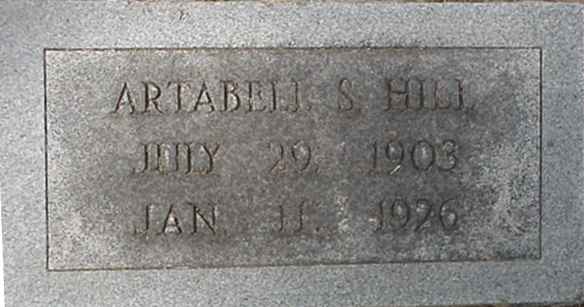 ARTABELL S. HILL
JULY 29, 1903
JAN. 11, 1926